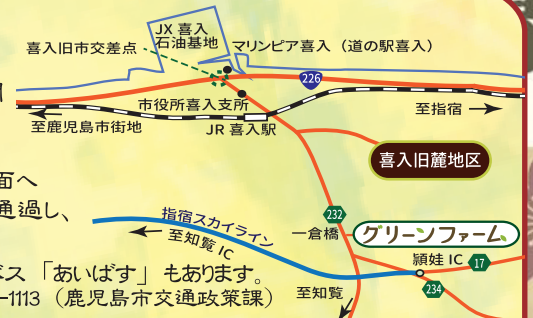 JX 喜入
石油基地
喜入旧市交差点
マリンピア喜入（道の駅喜入）
226
市役所喜入支所
至指宿
至鹿児島市街地
JR 喜入駅
喜入旧麓地区
面へ
通過し、
232
指宿スカイライン
一倉橋
グリーンファーム
至知覧 IC
頴娃 IC
17
バス「あいばす」もあります。
至知覧
234
-1113（鹿児島市交通政策課）